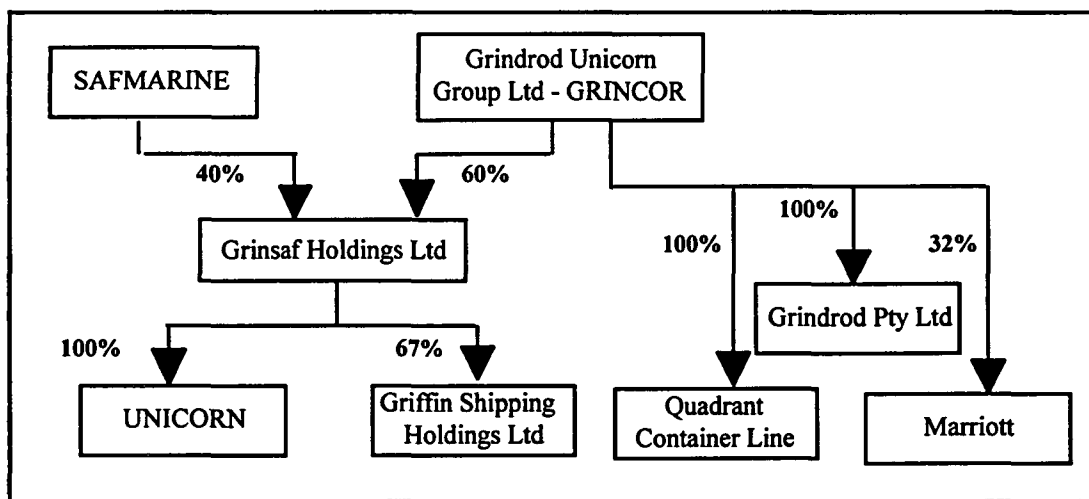 SAFMARINE
Grindrod Unicorn
Group Ltd - GRINCOR
40%
60%
100%
100%
32%
Grinsaf Holdings Ltd
Grindrod Pty Ltd
100%
67%
UNICORN
Griffin Shipping
Holdings Ltd
Quadrant
Container Line
Marriott